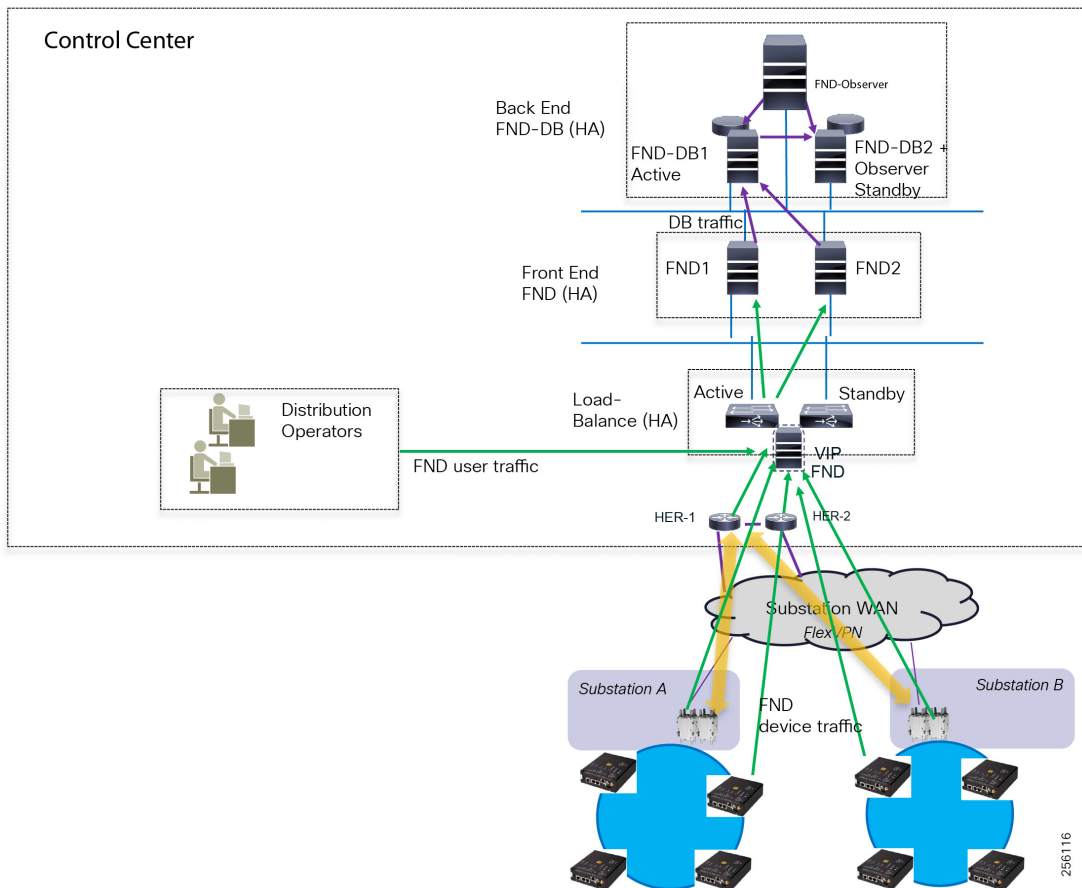 Control Center
FND-Observer
Back End
FND-DB (HA)
FND-DB1
Active
FND-DB2 +
Observer
Standby
DB traffic
FND1
FND2
Front End
FND (HA)
Active
Standby
Load-
Balance (HA)
Distribution
Operators
FND user traffic
VIP
FND
HER-1
HER-2
Substation WAN
FlexVPN
Substation A
Substation B
FND
device traffic
256116